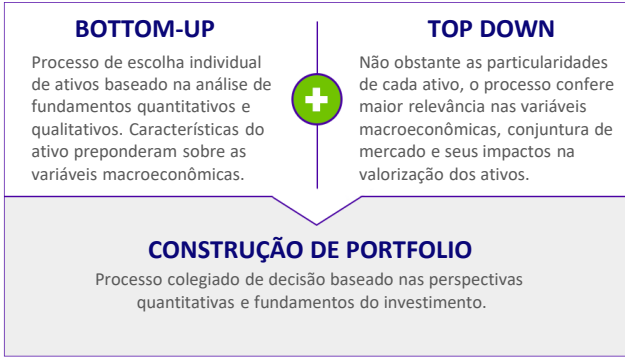 BOTTOM-UP
Processo de escolha individual
de ativos baseado na análise de
fundamentos quantitativos e
qualitativos. Características do
ativo preponderam sobre as
variáveis macroeconômicas.
TOP DOWN
Não obstante as particularidades
de cada ativo, o processo confere
maior relevância nas variáveis
macroeconômicas, conjuntura de
mercado e seus impactos na
valorização dos ativos.
CONSTRUÇÃO DE PORTFOLIO
Processo colegiado de decisão baseado nas perspectivas
quantitativas e fundamentos do investimento.